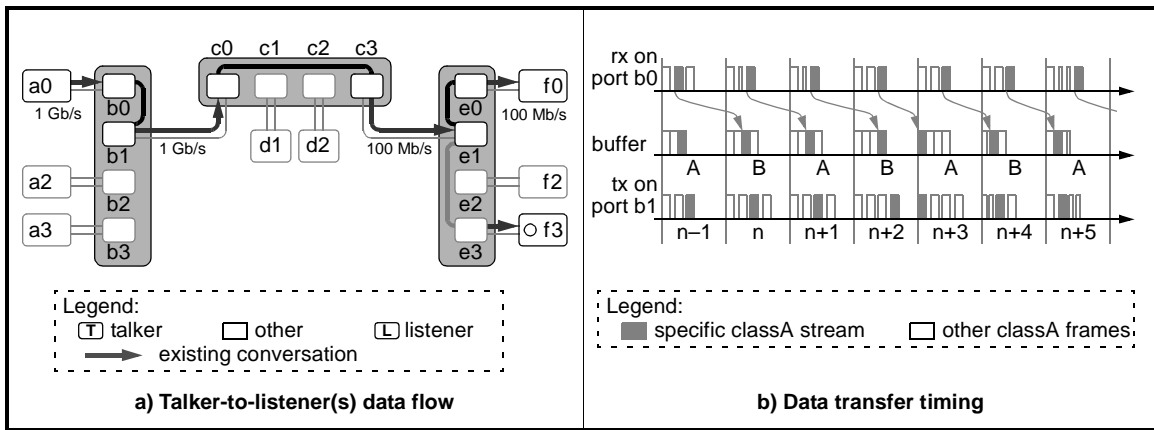 c0 c1 c2 c3
a0
b0
1 Gb/s
b1
1 Gb/s
d1
d2
100 Mb/s
e0
f0
100 Mb/s
e1
a2
b2
e2
f2
a3
b3
e3
f3
Legend:
T talker
other
L listener
existing conversation
a) Talker-to-listener(s) data flow
rx on
port b0
buffer
A B A B A B A
tx on
port b1
n–1 n n+1 n+2 n+3 n+4 n+5
Legend:
specific classA stream
other classA frames
b) Data transfer timing